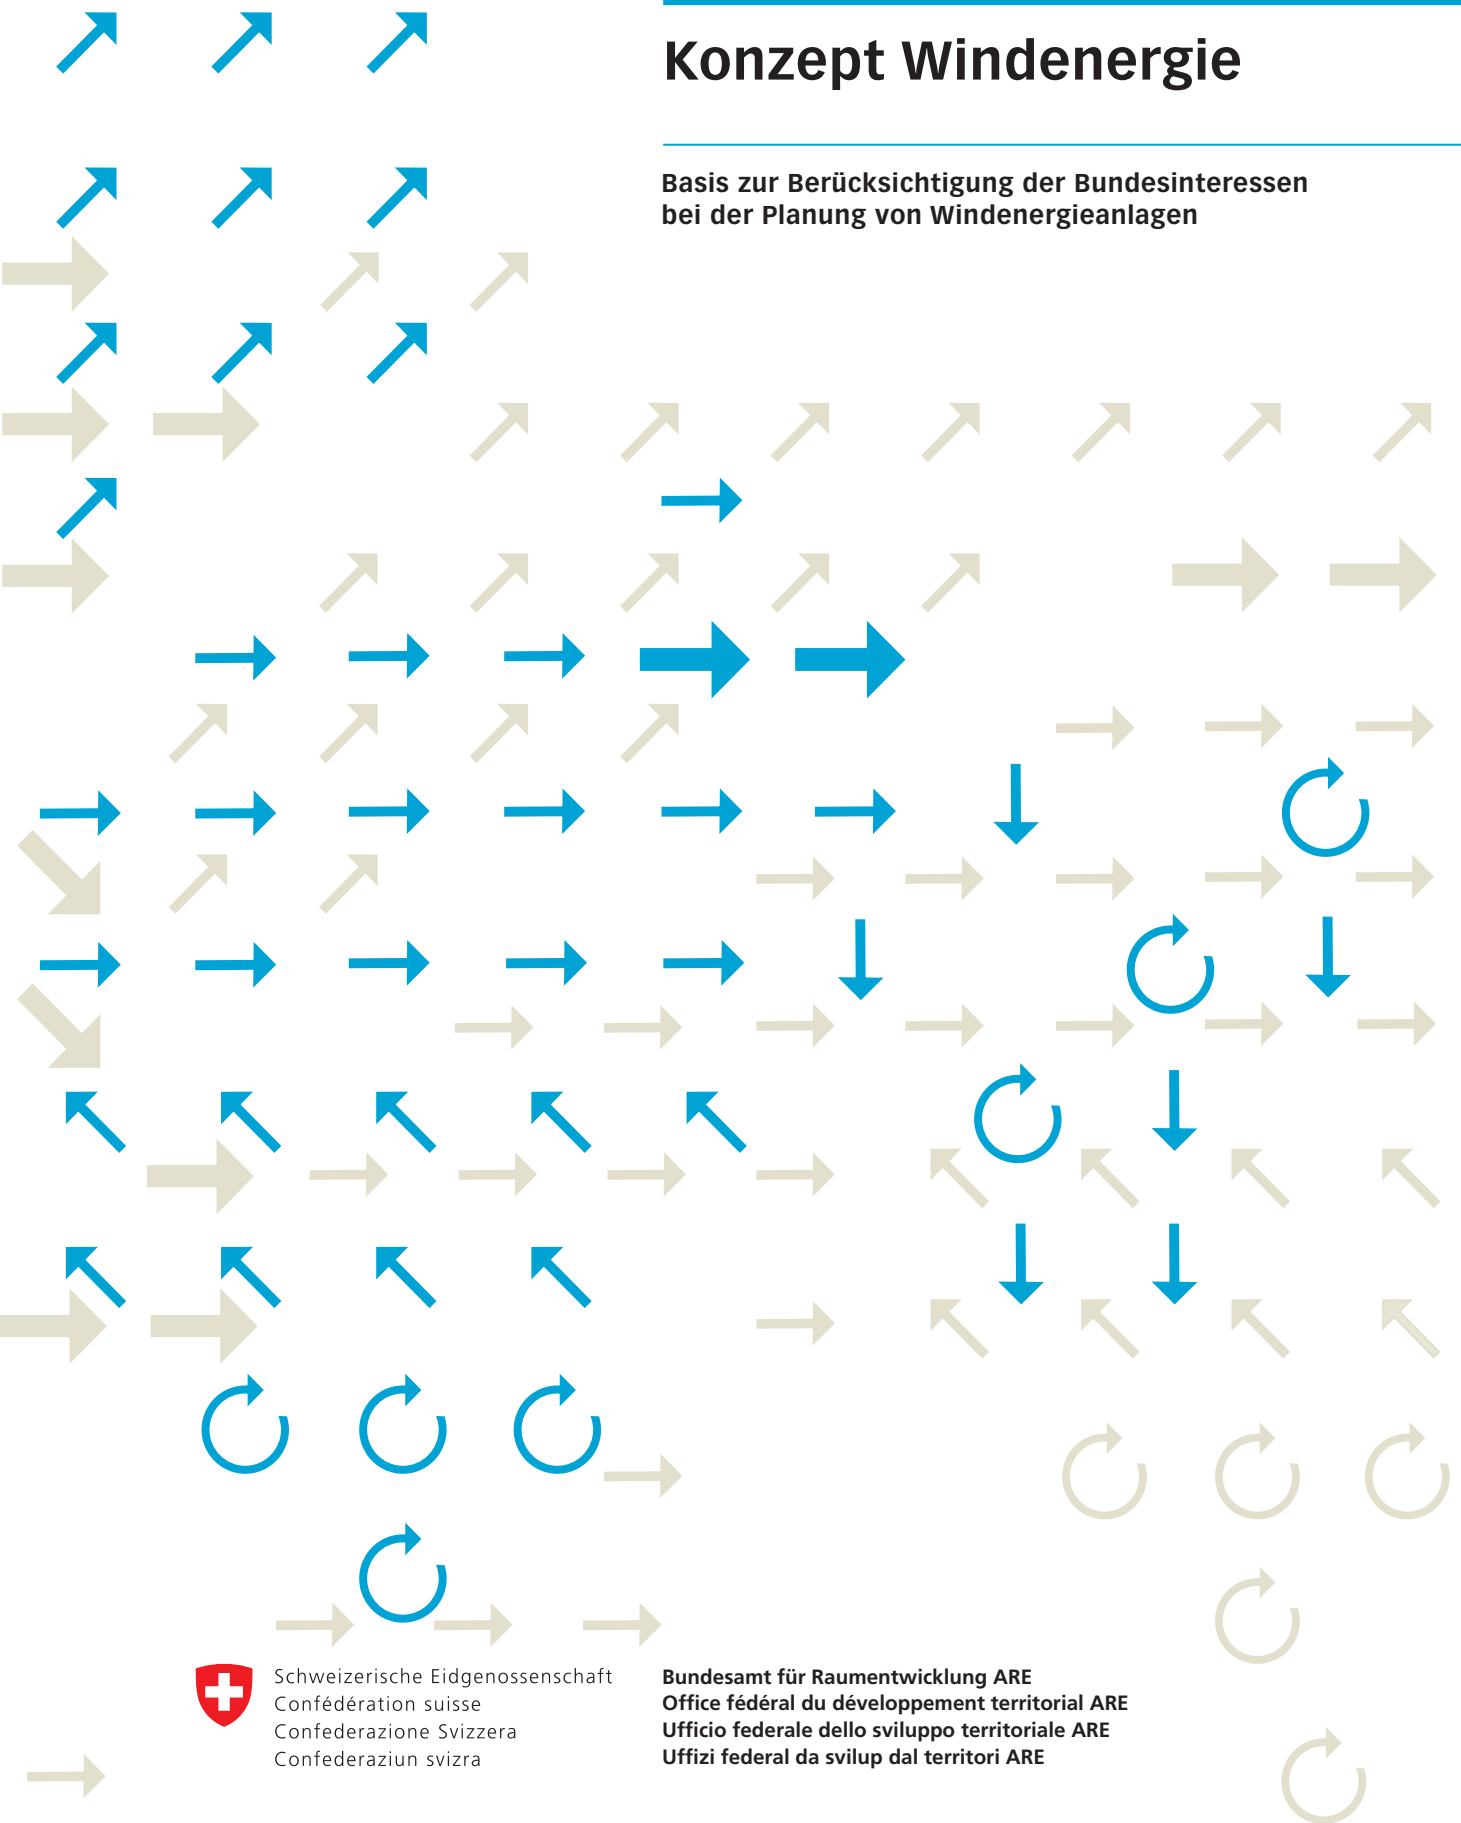 Konzept Windenergie
Basis zur Berücksichtigung der Bundesinteressen
bei der Planung von Windenergieanlagen
Schweizerische Eidgenossenschaft
Confédération suisse
Confederazione Svizzera
Confederaziun svizra
Bundesamt für Raumentwicklung ARE
Office fédéral du développement territorial ARE
Ufficio federale dello sviluppo territoriale ARE
Uffizi federal da svilup dal territori ARE